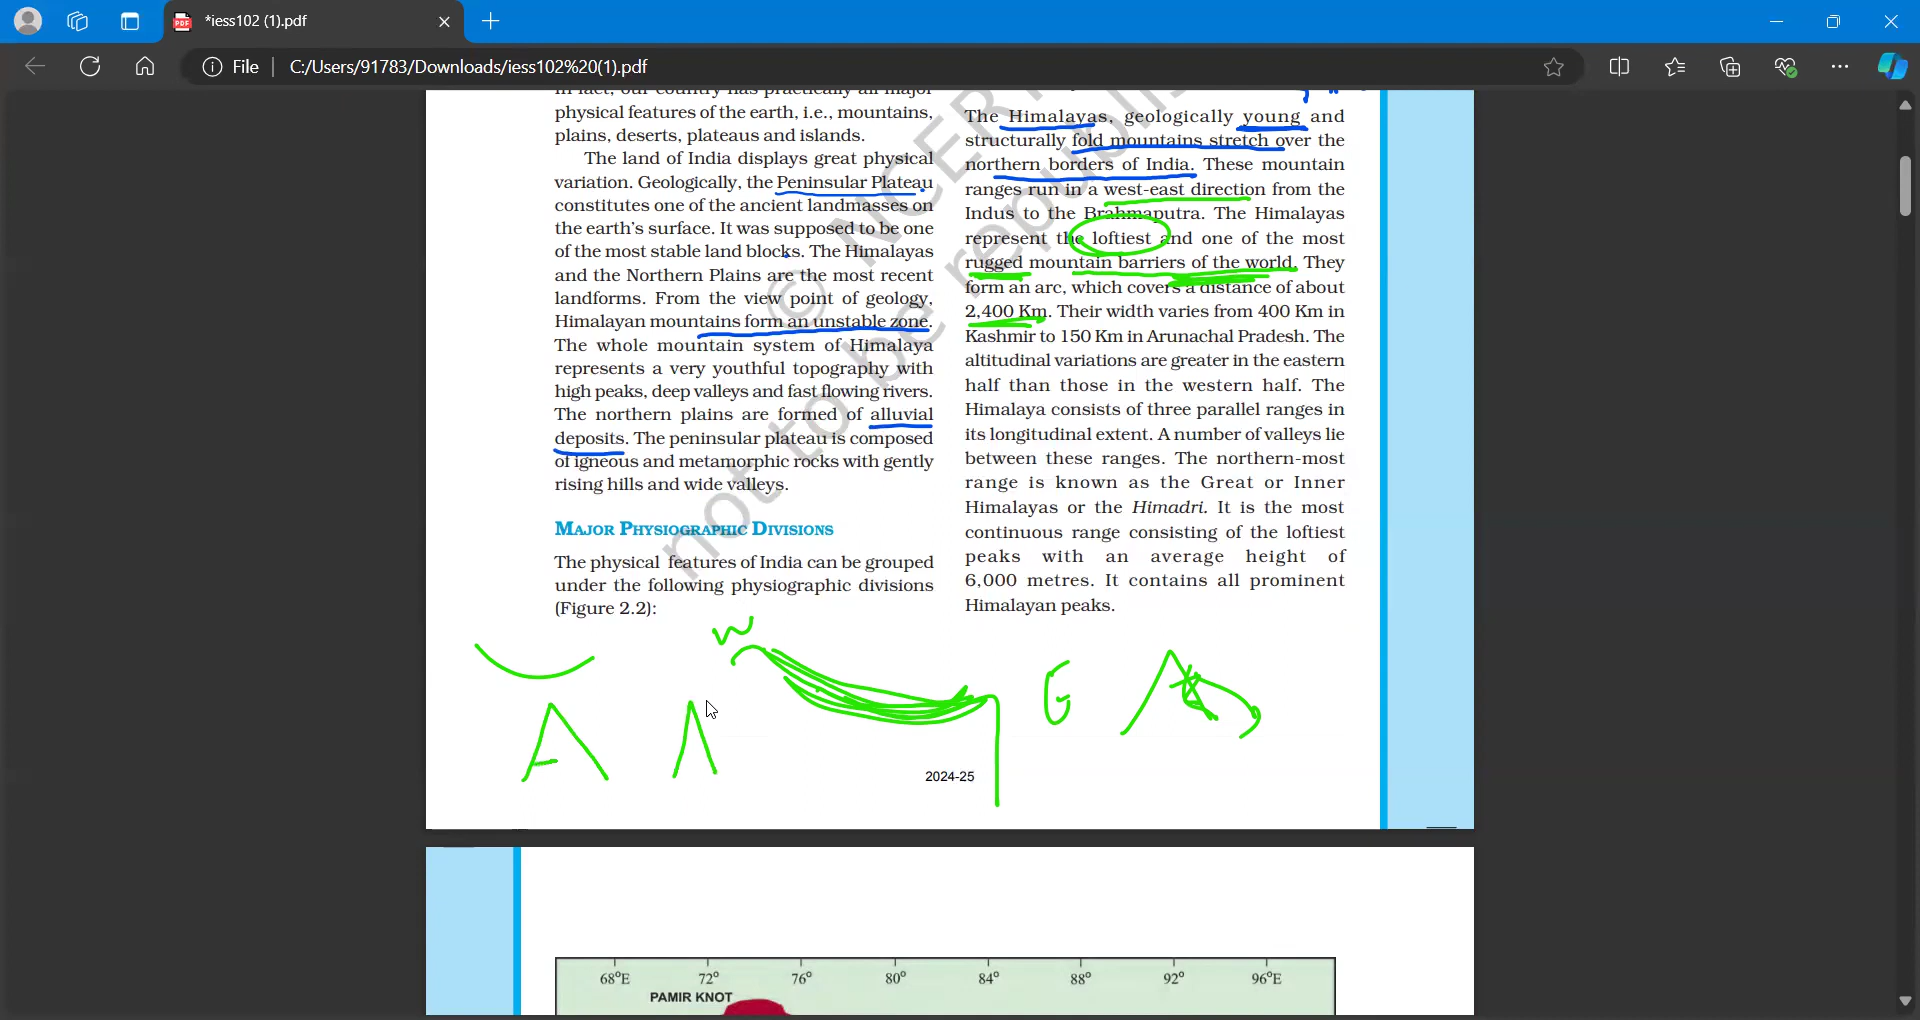 *iess102 (1).pdf
File
C:/Users/91783/Downloads/iess102%20(1).pdf
In fact, our country has practically all major
physical features of the earth, i.e., mountains,
plains, deserts, plateaus and islands.
The land of India displays great physical
variation. Geologically, the Peninsular Plateau
constitutes one of the ancient landmasses on
the earth's surface. It was supposed to be one
of the most stable land blocks. The Himalayas
and the Northern Plains are the most recent
landforms. From the view point of geology,
Himalayan mountains form an unstable zone.
The whole mountain system of Himalaya
represents a very youthful topography with
high peaks, deep valleys and fast flowing rivers.
The northern plains are formed of alluvial
deposits. The peninsular plateau is composed
of igneous and metamorphic rocks with gently
rising hills and wide valleys.
MAJOR PHYSIOGRAPHIC DIVISIONS
The physical features of India can be grouped
under the following physiographic divisions
(Figure 2.2):
The Himalayas, geologically young and
structurally fold mountains stretch over the
northern borders of India. These mountain
ranges run in a west-east direction from the
Indus to the Brahmaputra. The Himalayas
represent the loftiest and one of the most
rugged mountain barriers of the world. They
form an arc, which covers a distance of about
2,400 Km. Their width varies from 400 Km in
Kashmir to 150 Km in Arunachal Pradesh. The
altitudinal variations are greater in the eastern
half than those in the western half. The
Himalaya consists of three parallel ranges in
its longitudinal extent. A number of valleys lie
between these ranges. The northern-most
range is known as the Great or Inner
Himalayas or the Himadri. It is the most
continuous range consisting of the loftiest
peaks with an average height of
6,000 metres. It contains all prominent
Himalayan peaks.
© NCERT
not to be republis
W
E
2024-25
68°E 72° 76° 80° 84° 88° 92° 96°E
PAMIR KNOT